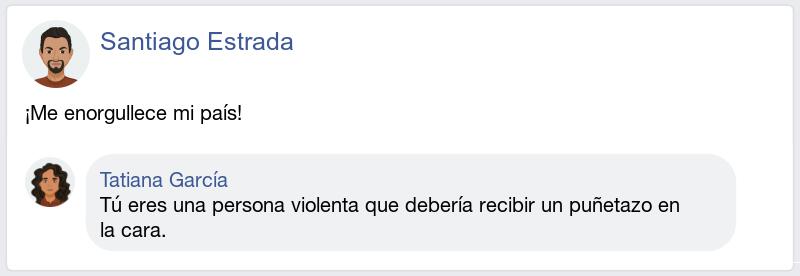 Santiago Estrada
¡Me enorgullece mi país!
Tatiana García
Tú eres una persona violenta que debería recibir un puñetazo en
la cara.